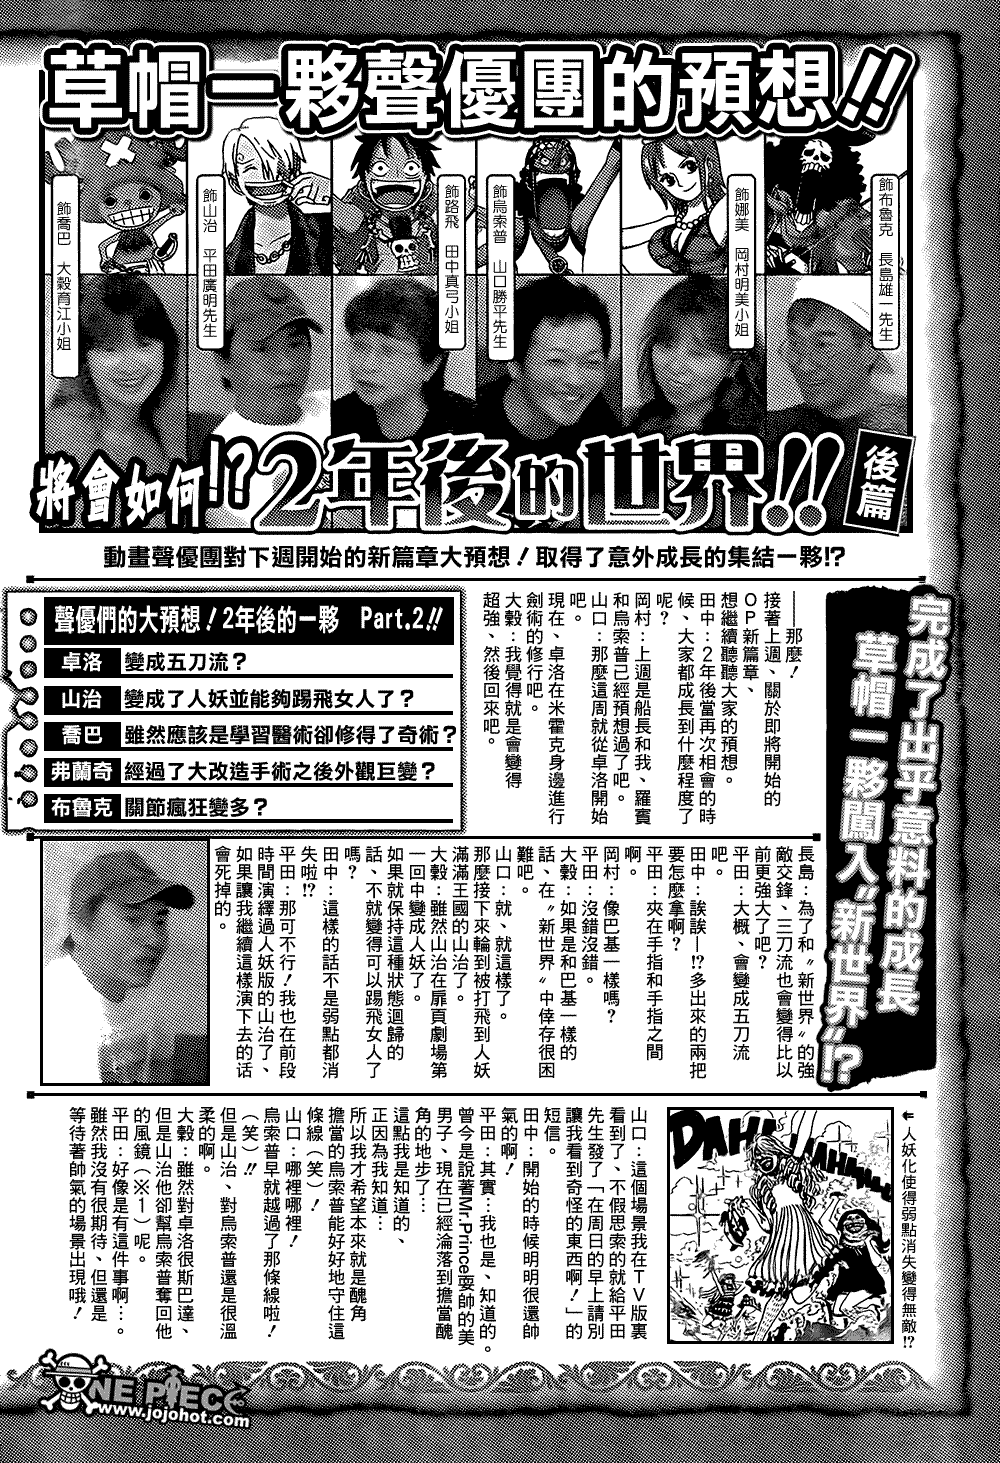 草帽一夥聲優團的預想!!
飾喬巴 大穀育江小姐
飾山治 平田廣明先生
飾路飛 田中真弓小姐
飾烏索普 山口勝平先生
飾娜美 岡村明美小姐
飾布魯克 長島雄一先生
將會如何!?2年後的世界!!
後篇
動畫聲優團對下週開始的新篇章大預想！取得了意外成長的集結一夥!?
完成了出乎意料的成長
草帽一夥闖入〝新世界〞!?
聲優們的大預想！2年後的一夥 Part.2!!
卓洛 變成五刀流？
山治 變成了人妖並能夠踢飛女人了？
喬巴 雖然應該是學習醫術卻修得了奇術？
弗蘭奇 經過了大改造手術之後外觀巨變？
布魯克 關節瘋狂變多？
——那麼！
接著上週、關於即將開始的
OP新篇章、
想繼續聽聽大家的預想。
田中：2年後當再次相會的時
候、大家都成長到什麼程度了
呢？
岡村：上週是船長和我、羅賓
和烏索普已經預想過了吧。
山口：那麼這周就從卓洛開始
吧。
現在、卓洛在米霍克身邊進行
劍術的修行吧。
大穀：我覺得就是會變得
超強、然後回來吧。
長島：為了和〝新世界〞的強
敵交鋒、三刀流也會變得比以
前更強大了吧？
平田：大概、會變成五刀流
吧。
田中：誒誒—!?多出來的兩把
要怎麼拿啊？
平田：夾在手指和手指之間
啊。
岡村：像巴基一樣嗎？
平田：沒錯沒錯。
大穀：如果是和巴基一樣的
話、在〝新世界〞中倖存很困
難吧。
山口：就、就這樣了。
那麼接下來輪到被打飛到人妖
滿滿王國的山治了。
大穀：雖然山治在扉頁劇場第
一回中變成人妖了。
如果就保持這種狀態迴歸的
話、不就變得可以踢飛女人了
嗎？
田中：這樣的話不是弱點都消
失啦!?
平田：那可不行！我也在前段
時間演繹過人妖版的山治了、
如果讓我繼續這樣演下去的話
會死掉的。
⬅人妖化使得弱點消失變得無敵!?
DAHAHAHAHA
山口：這個場景我在TV版裏
看到了、不假思索的就給平田
先生發了「在周日的早上請別
讓我看到奇怪的東西啊！」的
短信。
田中：開始的時候明明很還帥
氣的啊！
平田：其實…我也是、知道的。
曾今是說著Mr.Prince耍帥的美
男子、現在已經淪落到擔當醜
角的地步了…
這點我是知道的、
正因為我知道…
所以我才希望本來就是醜角
擔當的烏索普能好好地守住這
條線（笑）！
山口：哪裡哪裡！
烏索普早就越過了那條線啦！
（笑）!!
但是山治、對烏索普還是很溫
柔的啊。
大穀：雖然對卓洛很斯巴達、
但是山治他卻幫烏索普奪回他
的風鏡（※1）呢。
平田：好像是有這件事啊…。
雖然我沒有很期待、但還是
等待著帥氣的場景出現哦！
ONE PIECE
www.jojohot.com